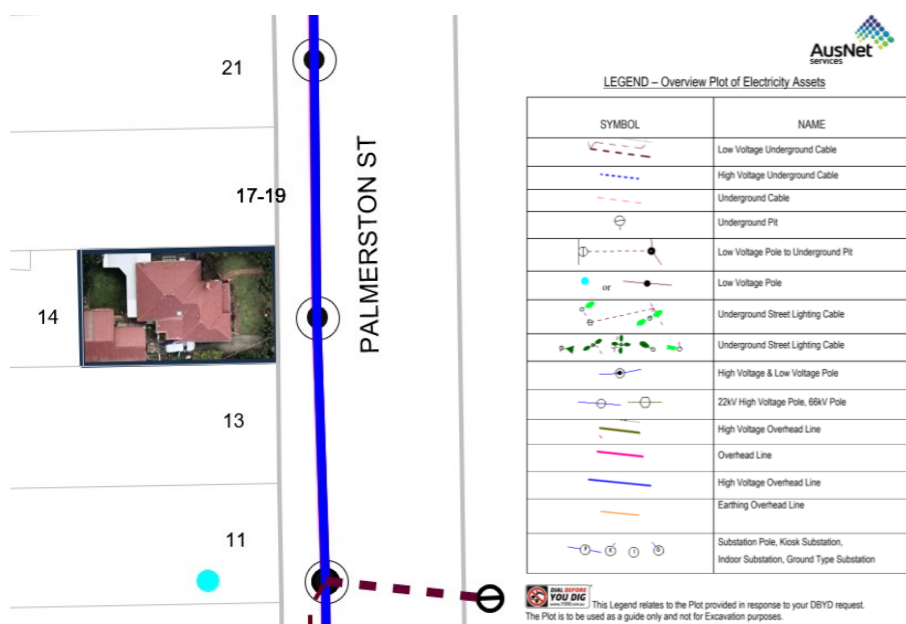 21
17-19
14
13
11
PALMERSTON ST
AusNet
services
LEGEND – Overview Plot of Electricity Assets
SYMBOL NAME
Low Voltage Underground Cable
High Voltage Underground Cable
Underground Cable
Underground Pit
Low Voltage Pole to Underground Pit
or Low Voltage Pole
Underground Street Lighting Cable
Underground Street Lighting Cable
High Voltage & Low Voltage Pole
22kV High Voltage Pole, 66kV Pole
High Voltage Overhead Line
Overhead Line
High Voltage Overhead Line
Earthing Overhead Line
Substation Pole, Kiosk Substation,
Indoor Substation, Ground Type Substation
DIAL BEFORE
YOU DIG
www.1100.com.au
This Legend relates to the Plot provided in response to your DBYD request.
The Plot is to be used as a guide only and not for Excavation purposes.